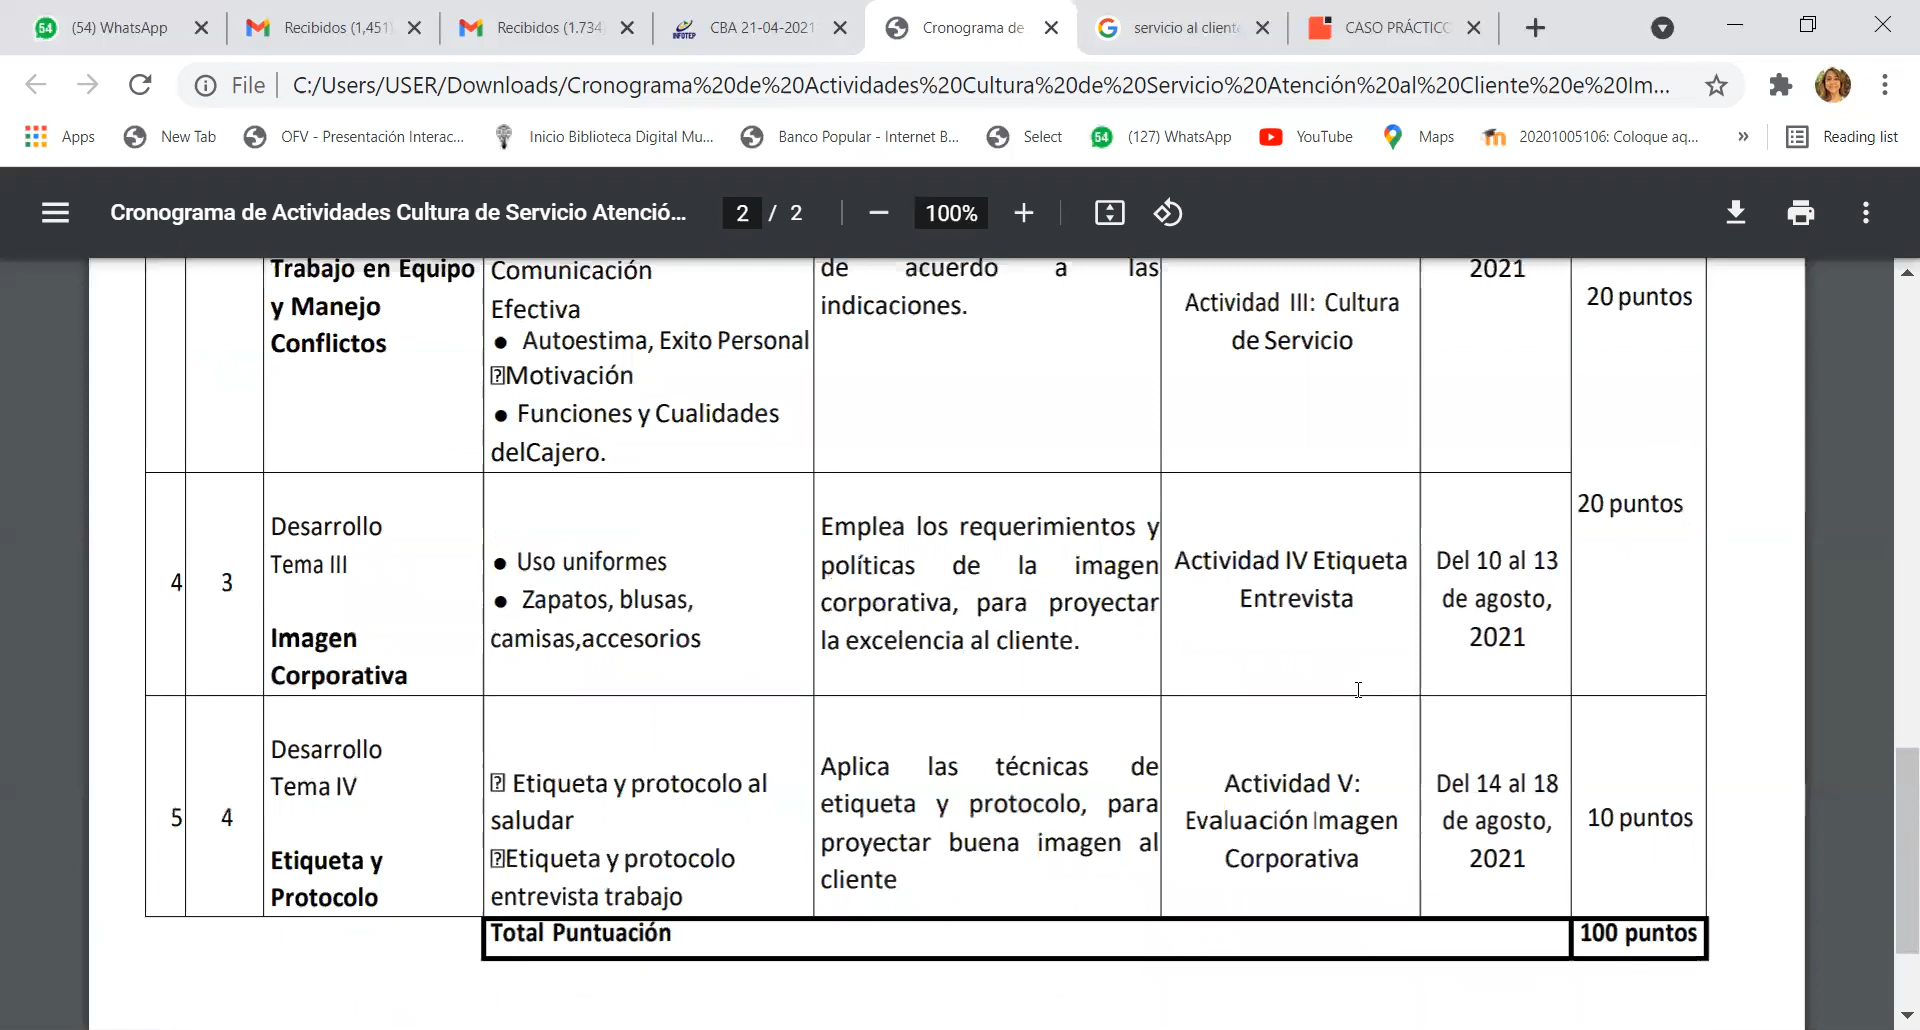 (54) WhatsApp
Recibidos (1,451)
Recibidos (1.734)
CBA 21-04-2021
Cronograma de
servicio al cliente
CASO PRÁCTICO
File
C:/Users/USER/Downloads/Cronograma%20de%20Actividades%20Cultura%20de%20Servicio%20Atención%20al%20Cliente%20e%20Im...
Apps
New Tab
OFV - Presentación Interac...
Inicio Biblioteca Digital Mu...
Banco Popular - Internet B...
Select
(127) WhatsApp
YouTube
Maps
20201005106: Coloque aq...
»
Reading list
Cronograma de Actividades Cultura de Servicio Atenció...
2 / 2
100%
Trabajo en Equipo
y Manejo
Conflictos
Comunicación
Efectiva
● Autoestima, Exito Personal
Motivación
● Funciones y Cualidades
delCajero.
de acuerdo a las
indicaciones.
Actividad III: Cultura
de Servicio
2021
20 puntos
4
3
Desarrollo
Tema III
Imagen
Corporativa
● Uso uniformes
● Zapatos, blusas,
camisas,accesorios
Emplea los requerimientos y
políticas de la imagen
corporativa, para proyectar
la excelencia al cliente.
Actividad IV Etiqueta
Entrevista
Del 10 al 13
de agosto,
2021
20 puntos
5
4
Desarrollo
Tema IV
Etiqueta y
Protocolo
Etiqueta y protocolo al
saludar
Etiqueta y protocolo
entrevista trabajo
Aplica las técnicas de
etiqueta y protocolo, para
proyectar buena imagen al
cliente
Actividad V:
Evaluación Imagen
Corporativa
Del 14 al 18
de agosto,
2021
10 puntos
Total Puntuación
100 puntos